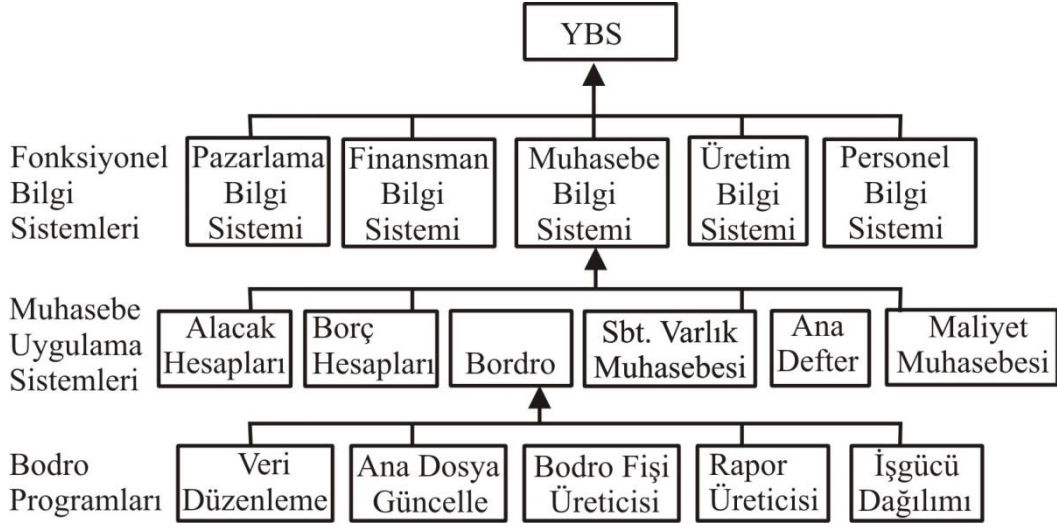 YBS
Fonksiyonel
Bilgi
Sistemleri
Pazarlama
Bilgi
Sistemi
Finansman
Bilgi
Sistemi
Muhasebe
Bilgi
Sistemi
Üretim
Bilgi
Sistemi
Personel
Bilgi
Sistemi
Muhasebe
Uygulama
Sistemleri
Alacak
Hesapları
Borç
Hesapları
Bordro
Sbt. Varlık
Muhasebesi
Ana
Defter
Maliyet
Muhasebesi
Bodro
Programları
Veri
Düzenleme
Ana Dosya
Güncelle
Bodro Fişi
Üreticisi
Rapor
Üreticisi
İşgücü
Dağılımı